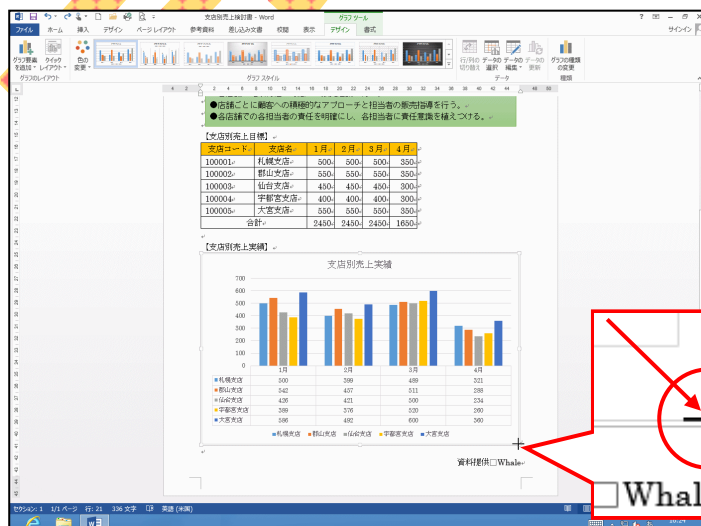 支店別売上検討書 - Word
グラフ ツール
サインイン
ファイル ホーム 挿入 デザイン ページ レイアウト 参考資料 差し込み文書 校閲 表示 デザイン 書式
グラフ要素を追加 クイックレイアウト 色の変更 行/列の切り替え データの選択 データの編集 データの更新 グラフの種類の変更
グラフのレイアウト グラフ スタイル データ 種類
●店舗ごとに顧客への積極的なアプローチと担当者の販売指導を行う。
●各店舗での各担当者の責任を明確にし、各担当者に責任意識を植えつける。
【支店別売上目標】
支店コード 支店名 1月 2月 3月 4月
100001 札幌支店 500 500 500 350
100002 郡山支店 550 550 550 350
100003 仙台支店 450 450 450 300
100004 宇都宮支店 400 400 400 300
100005 大宮支店 550 550 550 350
合計 2450 2450 2450 1650
【支店別売上実績】
支店別売上実績
700
600
500
400
300
200
100
0
1月 2月 3月 4月
札幌支店 500 399 489 321
郡山支店 542 457 511 288
仙台支店 426 421 500 234
宇都宮支店 389 376 520 260
大宮支店 586 492 600 360
札幌支店 郡山支店 仙台支店 宇都宮支店 大宮支店
資料提供□Whale
□Whal
セクション: 1 1/1 ページ 行: 21 336 文字 英語 (米国)
16:24